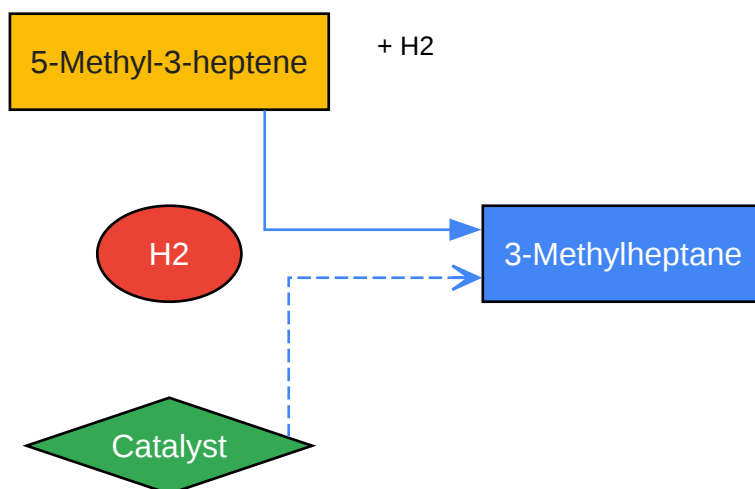 5-Methyl-3-heptene
+ H2
H2
3-Methylheptane
Catalyst